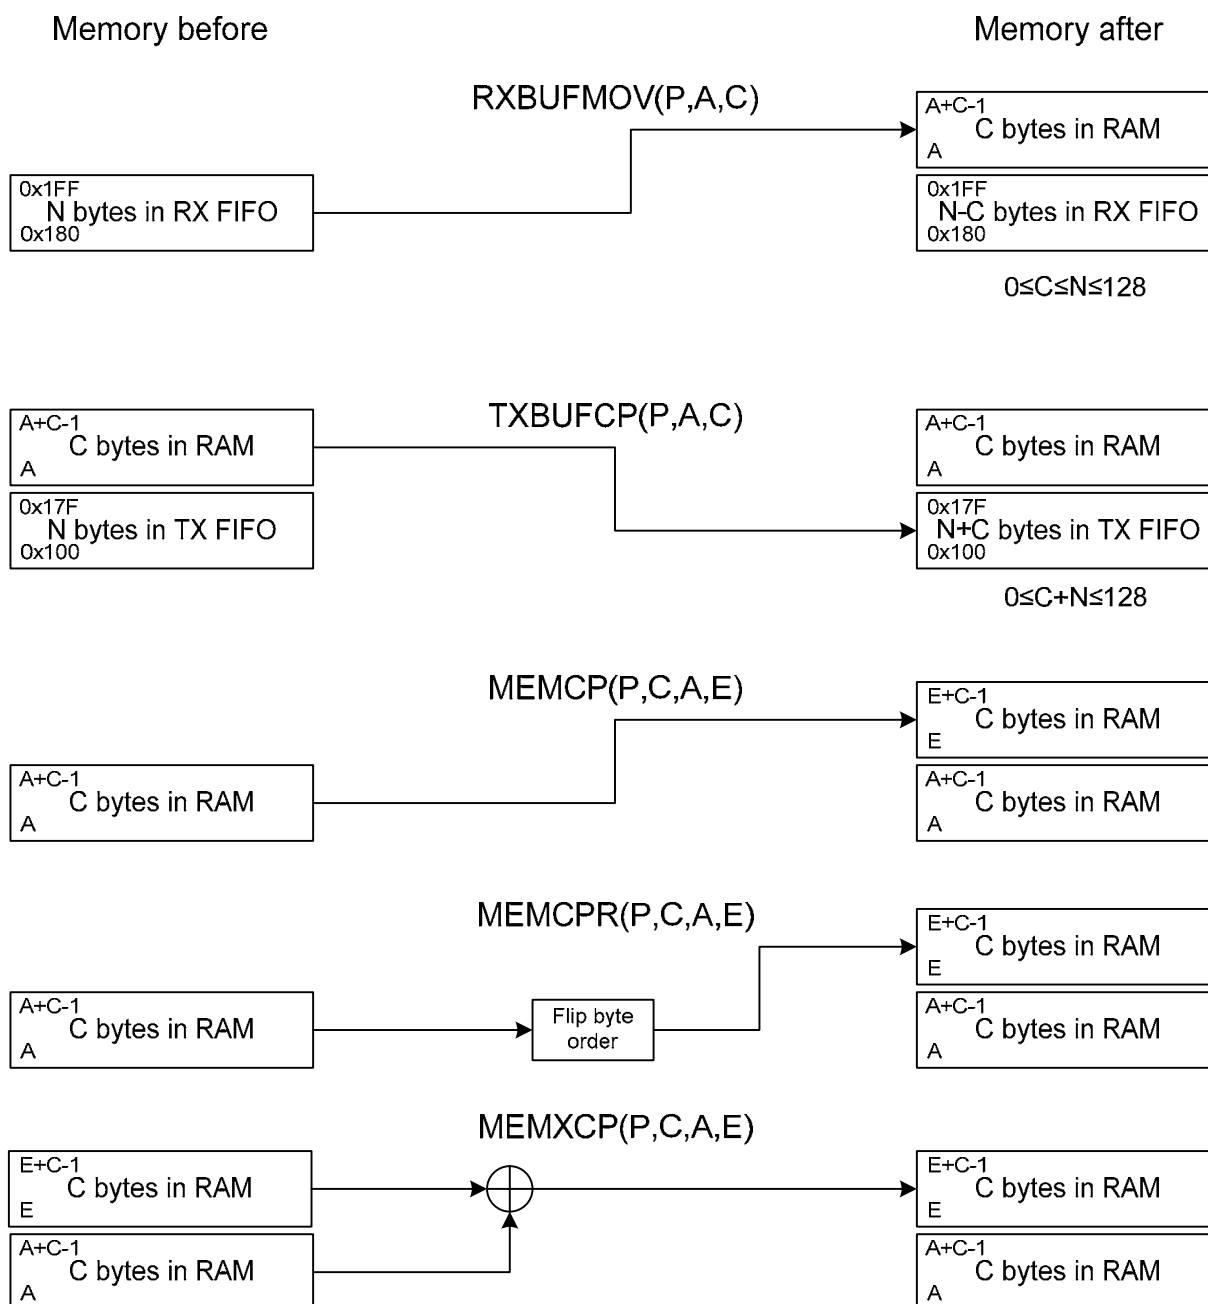 Memory before
Memory after
RXBUFMOV(P,A,C)
A+C-1
C bytes in RAM
A
0x1FF
N bytes in RX FIFO
0x180
0x1FF
N-C bytes in RX FIFO
0x180
0≤C≤N≤128
TXBUFCP(P,A,C)
A+C-1
C bytes in RAM
A
0x17F
N bytes in TX FIFO
0x100
A+C-1
C bytes in RAM
A
0x17F
N+C bytes in TX FIFO
0x100
0≤C+N≤128
MEMCP(P,C,A,E)
E+C-1
C bytes in RAM
E
A+C-1
C bytes in RAM
A
A+C-1
C bytes in RAM
A
MEMCPR(P,C,A,E)
E+C-1
C bytes in RAM
E
A+C-1
C bytes in RAM
A
Flip byte
order
A+C-1
C bytes in RAM
A
MEMXCP(P,C,A,E)
E+C-1
C bytes in RAM
E
A+C-1
C bytes in RAM
A
E+C-1
C bytes in RAM
E
A+C-1
C bytes in RAM
A